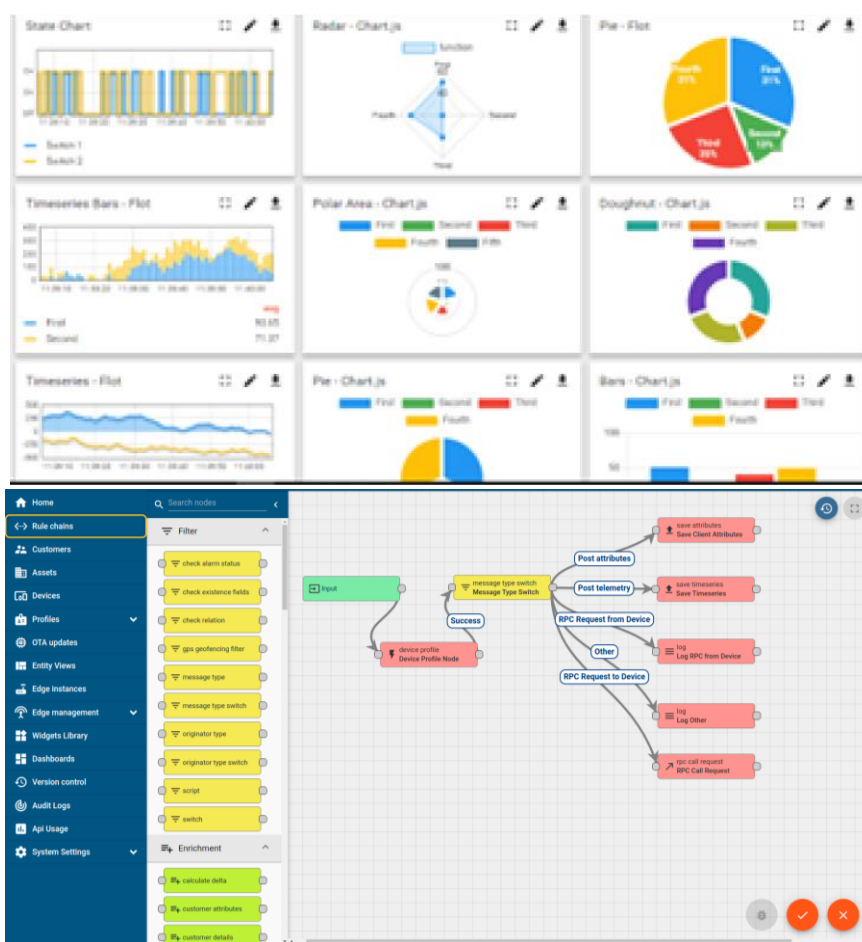 State Chart
Radar - Chart.js
Pie - Flot
function
Fourth
Second
Third
Fourth
31%
First
31%
Second
Third
Switch 1
Switch 2
Timeseries Bars - Flot
Polar Area - Chart.js
Doughnut - Chart.js
First Second Third
Fourth Fifth
First Second Third
Fourth
avg
First
Second
Timeseries - Flot
Pie - Chart.js
Bars - Chart.js
First Second Third
Fourth
First Second Third
Fourth
100
50
Home
Rule chains
Customers
Assets
Devices
Profiles
OTA updates
Entity Views
Edge instances
Edge management
Widgets Library
Dashboards
Version control
Audit Logs
Api Usage
System Settings
Search nodes
Filter
check alarm status
check existence fields
check relation
gps geofencing filter
message type
message type switch
originator type
originator type switch
script
switch
Enrichment
calculate delta
customer attributes
customer details
Input
device profile
Device Profile Node
Success
message type switch
Message Type Switch
Post attributes
Post telemetry
RPC Request from Device
Other
RPC Request to Device
save attributes
Save Client Attributes
save timeseries
Save Timeseries
log
Log RPC from Device
log
Log Other
rpc call request
RPC Call Request